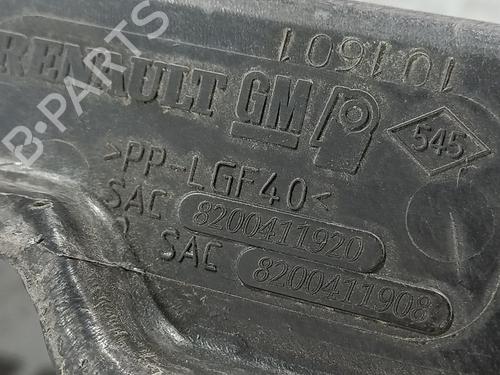 B-PARTS
101601
RENAULT GM 545
>PP-LGF40<
SAC 8200411920
SAC 8200411908